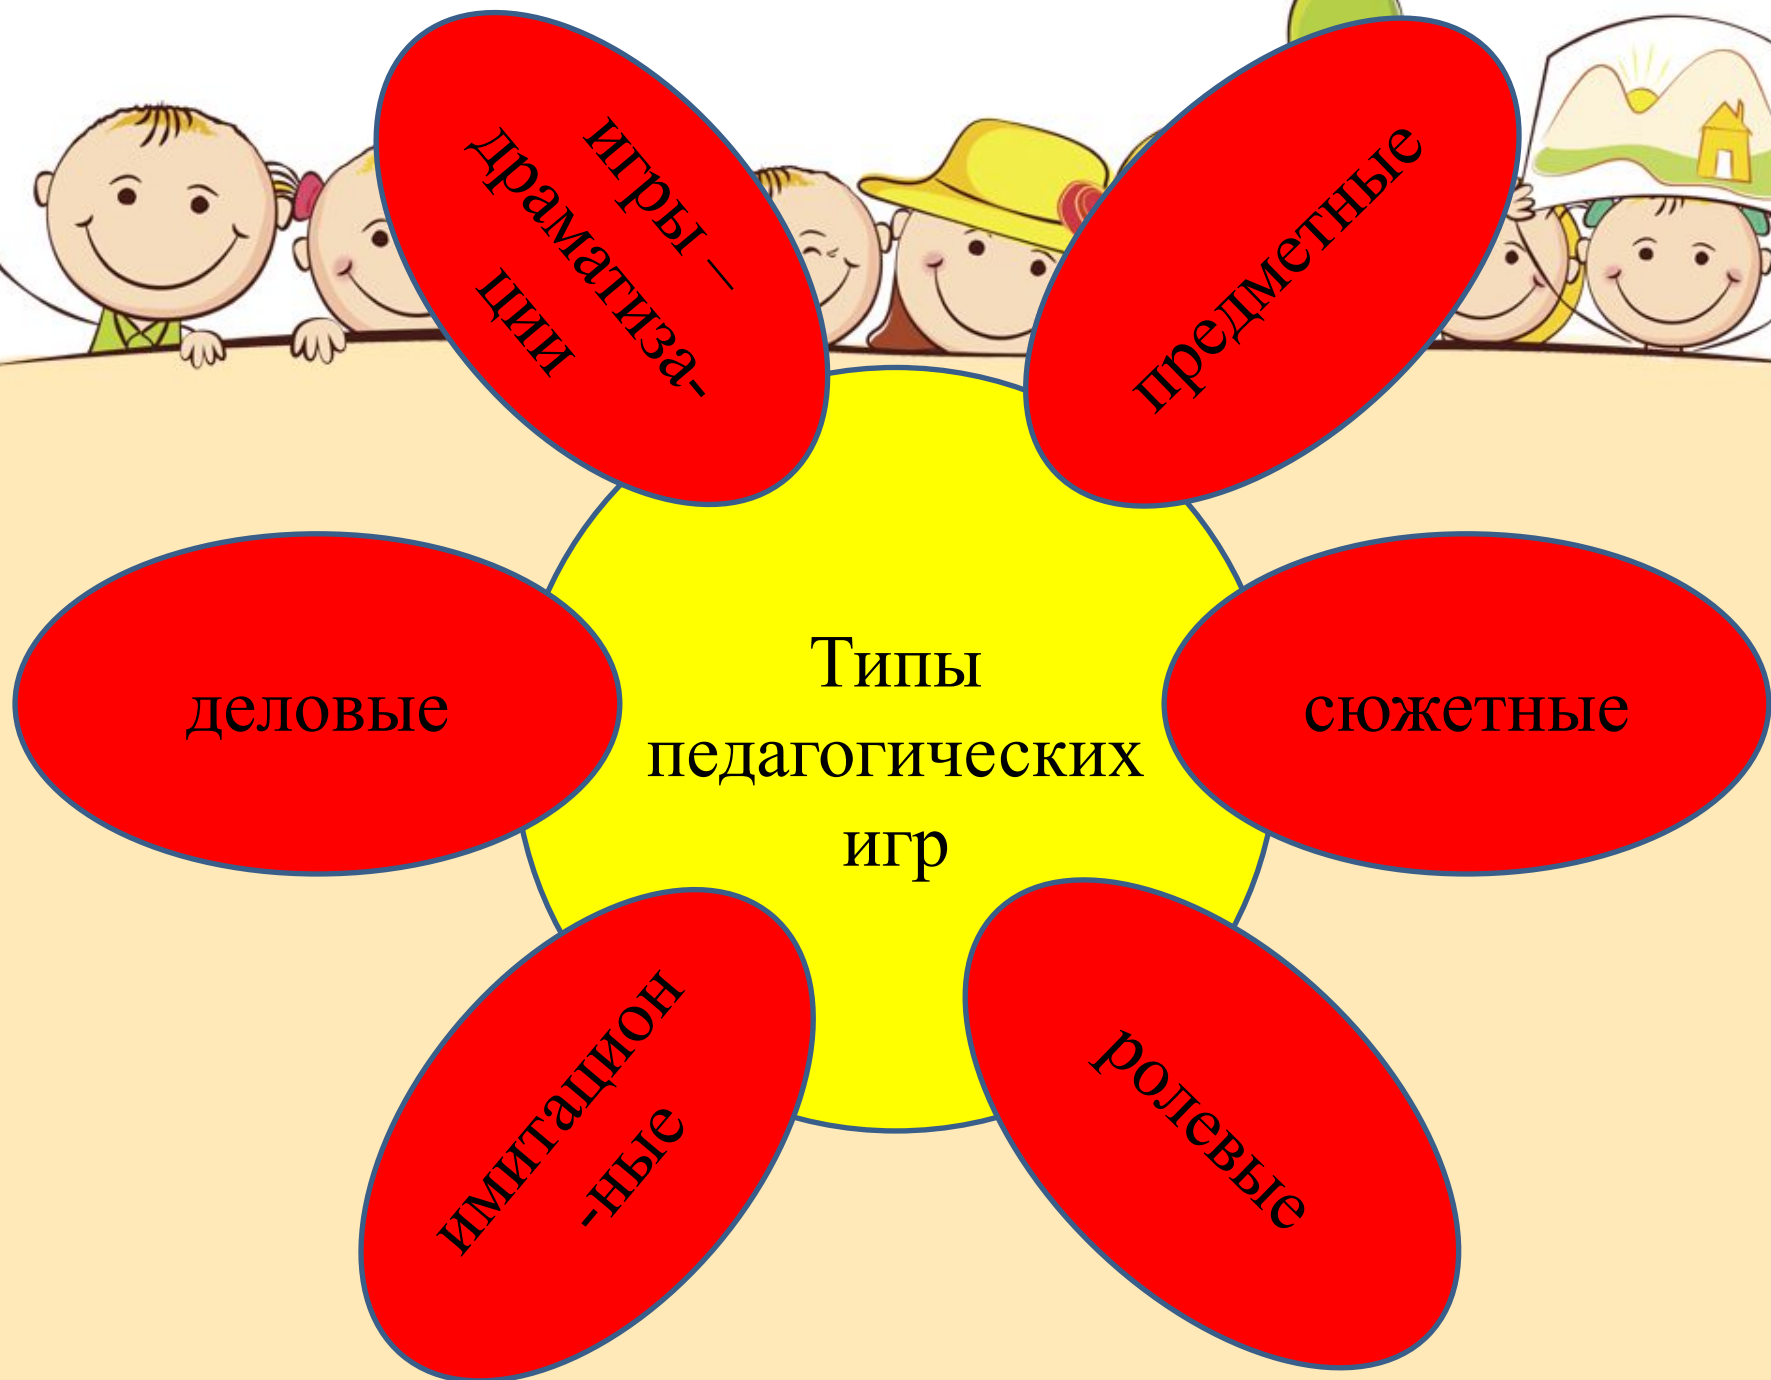 игры –
драматиза-
ции
предметные
деловые
Типы
педагогических
игр
сюжетные
имитацион
-ные
ролевые